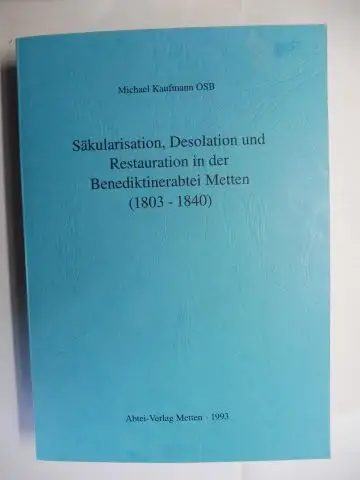 Michael Kaufmann OSB
Säkularisation, Desolation und
Restauration in der
Benediktinerabtei Metten
(1803 - 1840)
Abtei-Verlag Metten · 1993